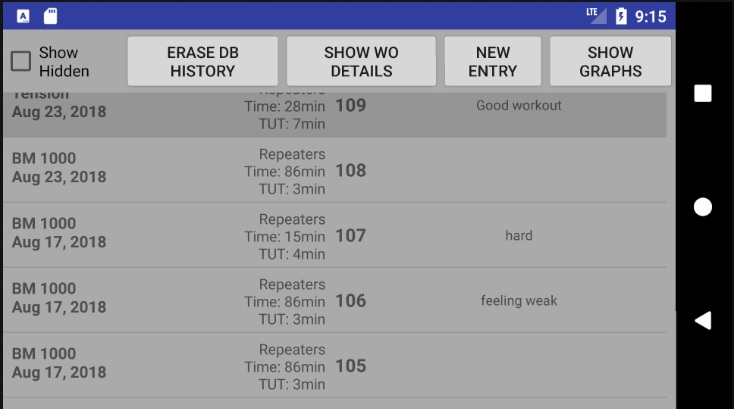 LTE 9:15
Show
Hidden
ERASE DB
HISTORY
SHOW WO
DETAILS
NEW
ENTRY
SHOW
GRAPHS
Tension
Aug 23, 2018
Repeaters
Time: 28min
TUT: 7min
109
Good workout
BM 1000
Aug 23, 2018
Repeaters
Time: 86min
TUT: 3min
108
BM 1000
Aug 17, 2018
Repeaters
Time: 15min
TUT: 4min
107
hard
BM 1000
Aug 17, 2018
Repeaters
Time: 86min
TUT: 3min
106
feeling weak
BM 1000
Aug 17, 2018
Repeaters
Time: 86min
TUT: 3min
105